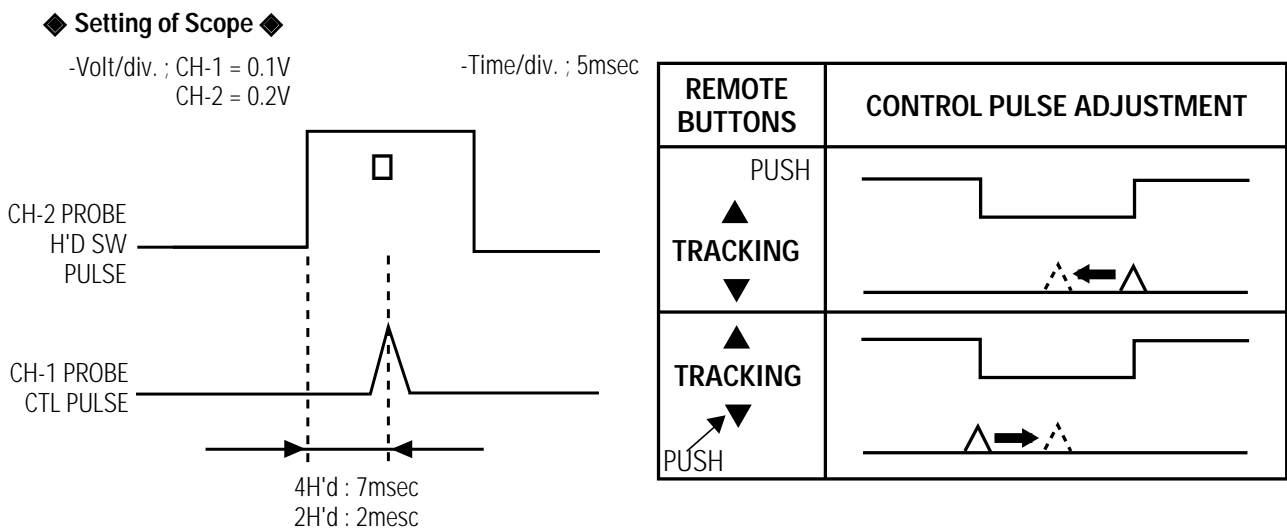 ◆ Setting of Scope ◆
-Volt/div. ; CH-1 = 0.1V
CH-2 = 0.2V
-Time/div. ; 5msec
CH-2 PROBE
H'D SW
PULSE
CH-1 PROBE
CTL PULSE
4H'd : 7msec
2H'd : 2mesc
REMOTE
BUTTONS
CONTROL PULSE ADJUSTMENT
PUSH
▲
TRACKING
▼
▲
TRACKING
▼
PUSH